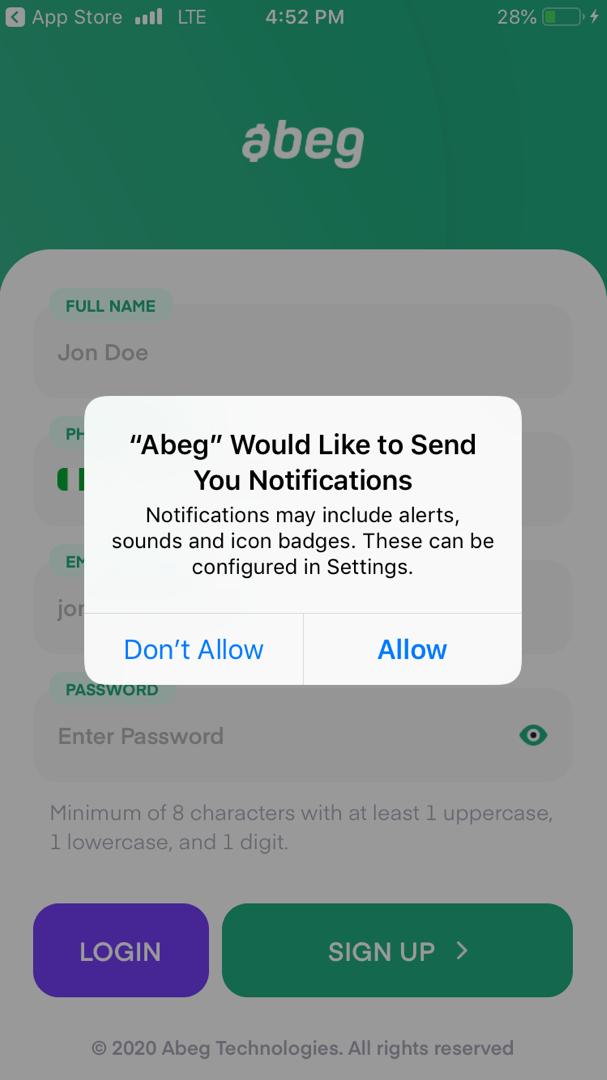 App Store LTE 4:52 PM 28%
abeg
FULL NAME
Jon Doe
“Abeg” Would Like to Send
You Notifications
Notifications may include alerts,
sounds and icon badges. These can be
configured in Settings.
Don’t Allow Allow
PASSWORD
Enter Password
Minimum of 8 characters with at least 1 uppercase,
1 lowercase, and 1 digit.
LOGIN SIGN UP
© 2020 Abeg Technologies. All rights reserved